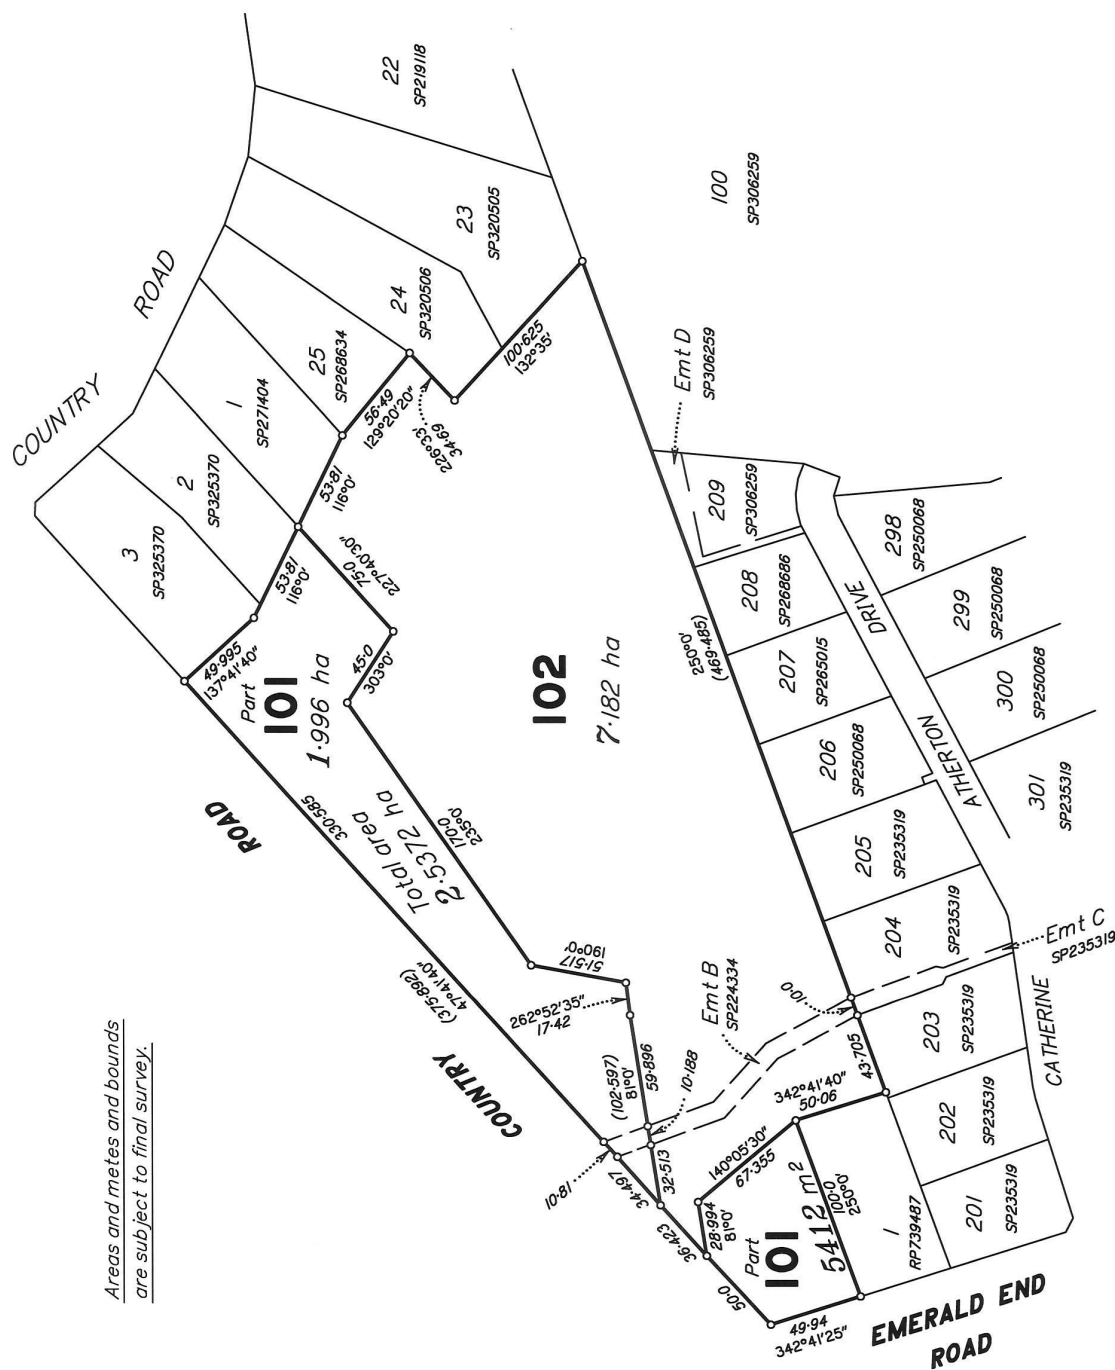 22
SP219118
23
SP320505
100
SP306259
24
SP320506
ROAD
COUNTRY
25
SP268634
1
SP271404
2
SP325370
3
SP325370
100·625
132°35'
56·49
129°20'20"
226°33'
34·69
53·81
116°0'
53·81
116°0'
75·0
227°40'30"
49·995
137°41'40"
45·0
303°0'
Part
101
1·996 ha
102
7·182 ha
Emt D
SP306259
209
SP306259
208
SP268686
207
SP265015
206
SP250068
205
SP235319
204
SP235319
203
SP235319
202
SP235319
201
SP235319
298
SP250068
299
SP250068
300
SP250068
301
SP235319
ATHERTON
DRIVE
CATHERINE
Emt C
SP235319
250°0'
(469·485)
330·585
ROAD
Total area
2·5372 ha
170·0
235°0'
(375·892)
47°41'40"
COUNTRY
51·517
190°0'
262°52'35"
17·42
Emt B
SP224334
10·0
(102·597)
81°0'
59·896
10·188
43·705
342°41'40"
50·06
10·81
34·497
32·513
140°05'30"
67·355
36·423
28·994
81°0'
Part
101
5412 m²
100·0
250°0'
1
RP739487
50·0
49·94
342°41'25"
EMERALD END
ROAD
Areas and metes and bounds
are subject to final survey.